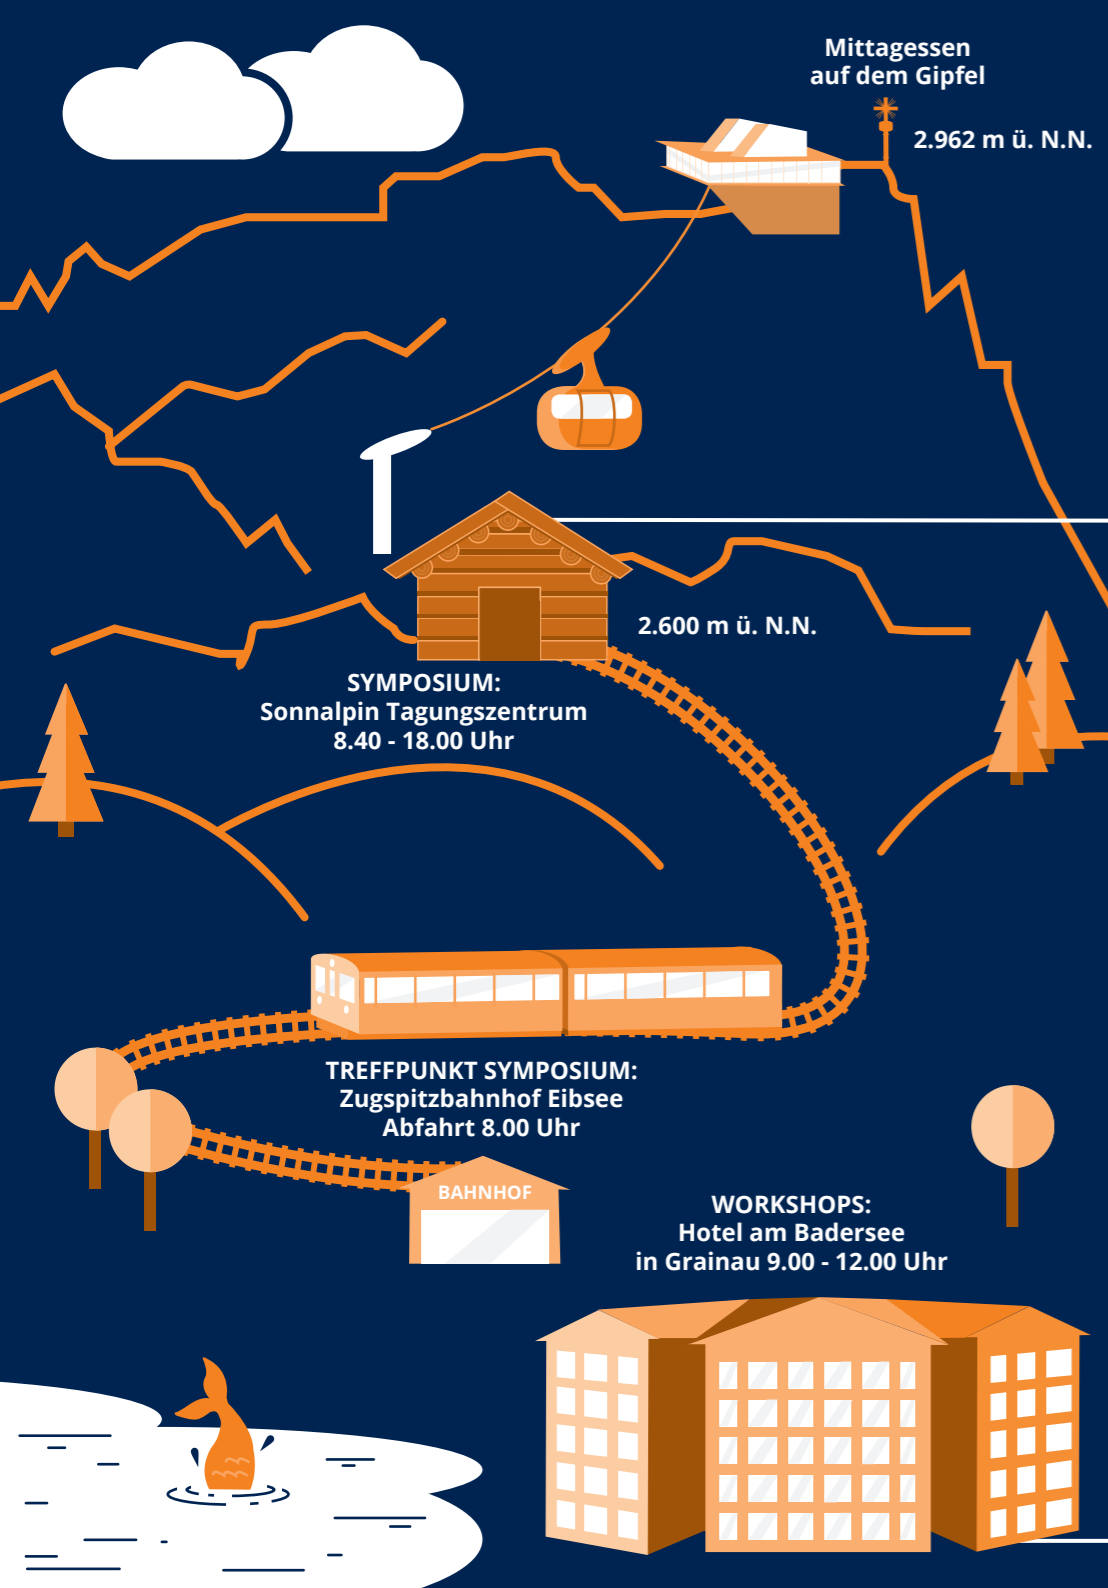 Mittagessen
auf dem Gipfel
2.962 m ü. N.N.
2.600 m ü. N.N.
SYMPOSIUM:
Sonnalpin Tagungszentrum
8.40 - 18.00 Uhr
TREFFPUNKT SYMPOSIUM:
Zugspitzbahnhof Eibsee
Abfahrt 8.00 Uhr
BAHNHOF
WORKSHOPS:
Hotel am Badersee
in Grainau 9.00 - 12.00 Uhr